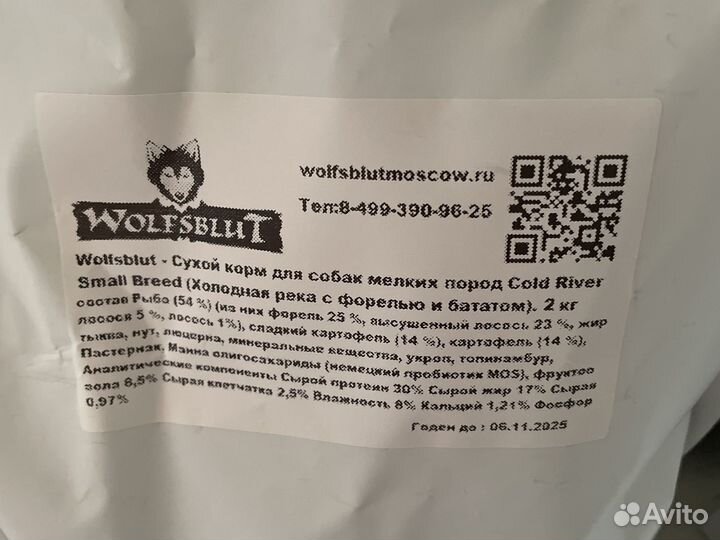 wolfsblutmoscow.ru
Тел:8-499-390-96-25
WOLFSBLUT
Wolfsblut - Сухой корм для собак мелких пород Cold River
Small Breed (Холодная река с форелью и бататом). 2 кг
состав Рыба (54 %) (из них форель 25 %, высушенный лосось 23 %, жир
лосося 5 %, лосось 1%), сладкий картофель (14 %), картофель (14 %),
тыква, нут, люцерна, минеральные вещества, укроп, топинамбур,
Пастернак, Манна олигосахариды (немецкий пробиотик MOS), фруктоо
Аналитические компоненты Сырой протеин 30% Сырой жир 17% Сырая
зола 8,5% Сырая клетчатка 2,5% Влажность 8% Кальций 1,21% Фосфор
0,97%
Годен до : 06.11.2025
Avito